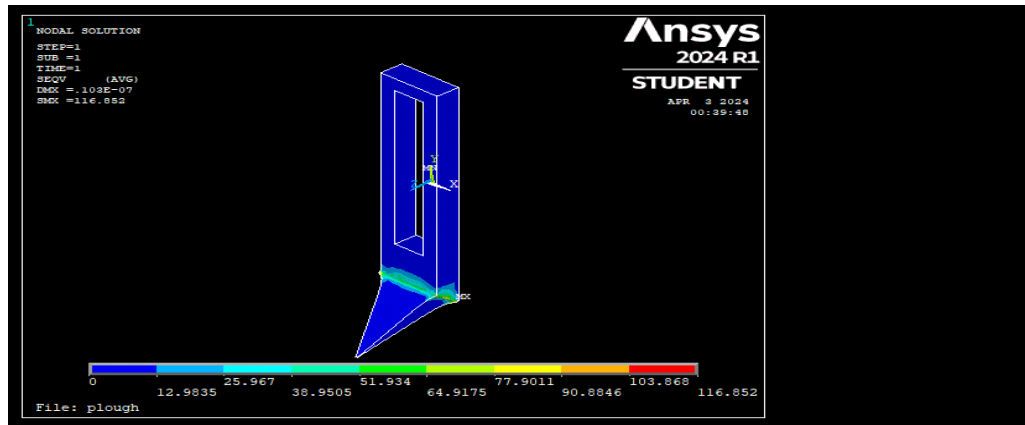 1
NODAL SOLUTION
STEP=1
SUB =1
TIME=1
SEQV (AVG)
DMX =.103E-07
SMX =116.852
Ansys
2024 R1
STUDENT
APR 3 2024
00:39:48
Y
MN
Z X
MX
0 25.967 51.934 77.9011 103.868
12.9835 38.9505 64.9175 90.8846 116.852
File: plough